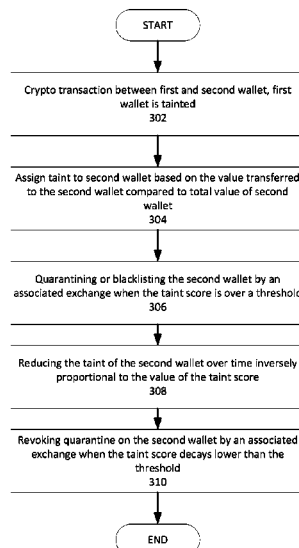 START
Crypto transaction between first and second wallet, first
wallet is tainted
302
Assign taint to second wallet based on the value transferred
to the second wallet compared to total value of second
wallet
304
Quarantining or blacklisting the second wallet by an
associated exchange when the taint score is over a threshold
306
Reducing the taint of the second wallet over time inversely
proportional to the value of the taint score
308
Revoking quarantine on the second wallet by an associated
exchange when the taint score decays lower than the
threshold
310
END